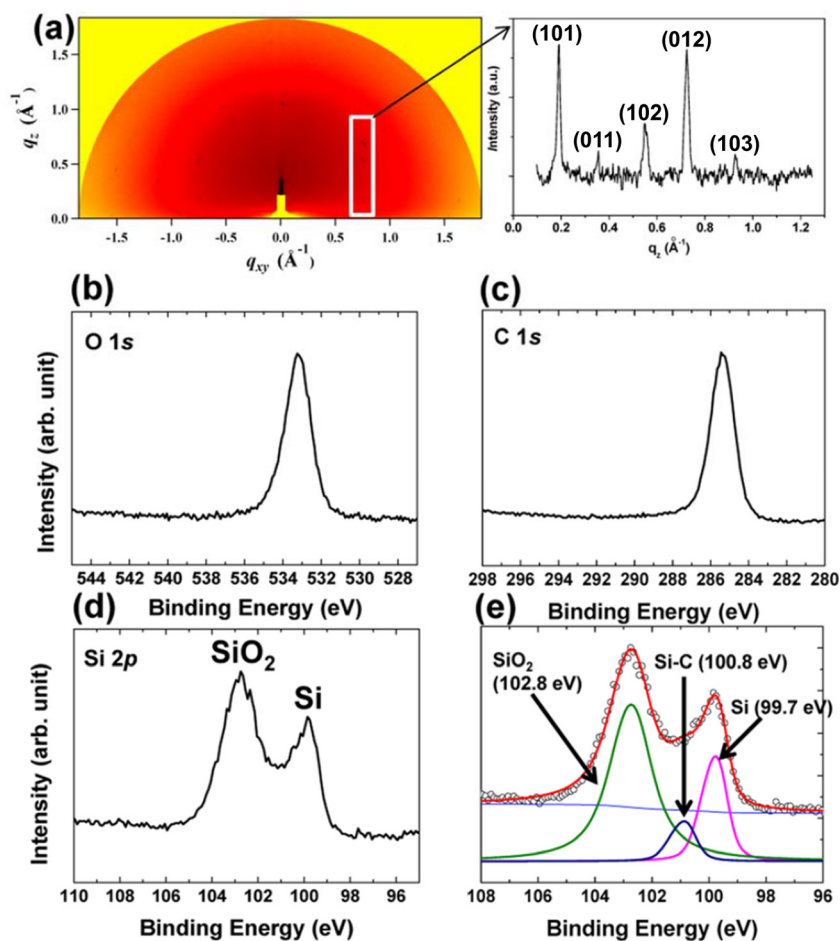 (a)
q_z (Å⁻¹)
1.5
1.0
0.5
0.0
-1.5 -1.0 -0.5 0.0 0.5 1.0 1.5
q_xy (Å⁻¹)
Intensity (a.u.)
(101)
(011)
(102)
(012)
(103)
0.0 0.2 0.4 0.6 0.8 1.0 1.2
q_z (Å⁻¹)
(b)
O 1s
Intensity (arb. unit)
544 542 540 538 536 534 532 530 528
Binding Energy (eV)
(c)
C 1s
298 296 294 292 290 288 286 284 282 280
Binding Energy (eV)
(d)
Si 2p
SiO₂
Si
Intensity (arb. unit)
110 108 106 104 102 100 98 96
Binding Energy (eV)
(e)
SiO₂
(102.8 eV)
Si-C (100.8 eV)
Si (99.7 eV)
108 106 104 102 100 98 96
Binding Energy (eV)